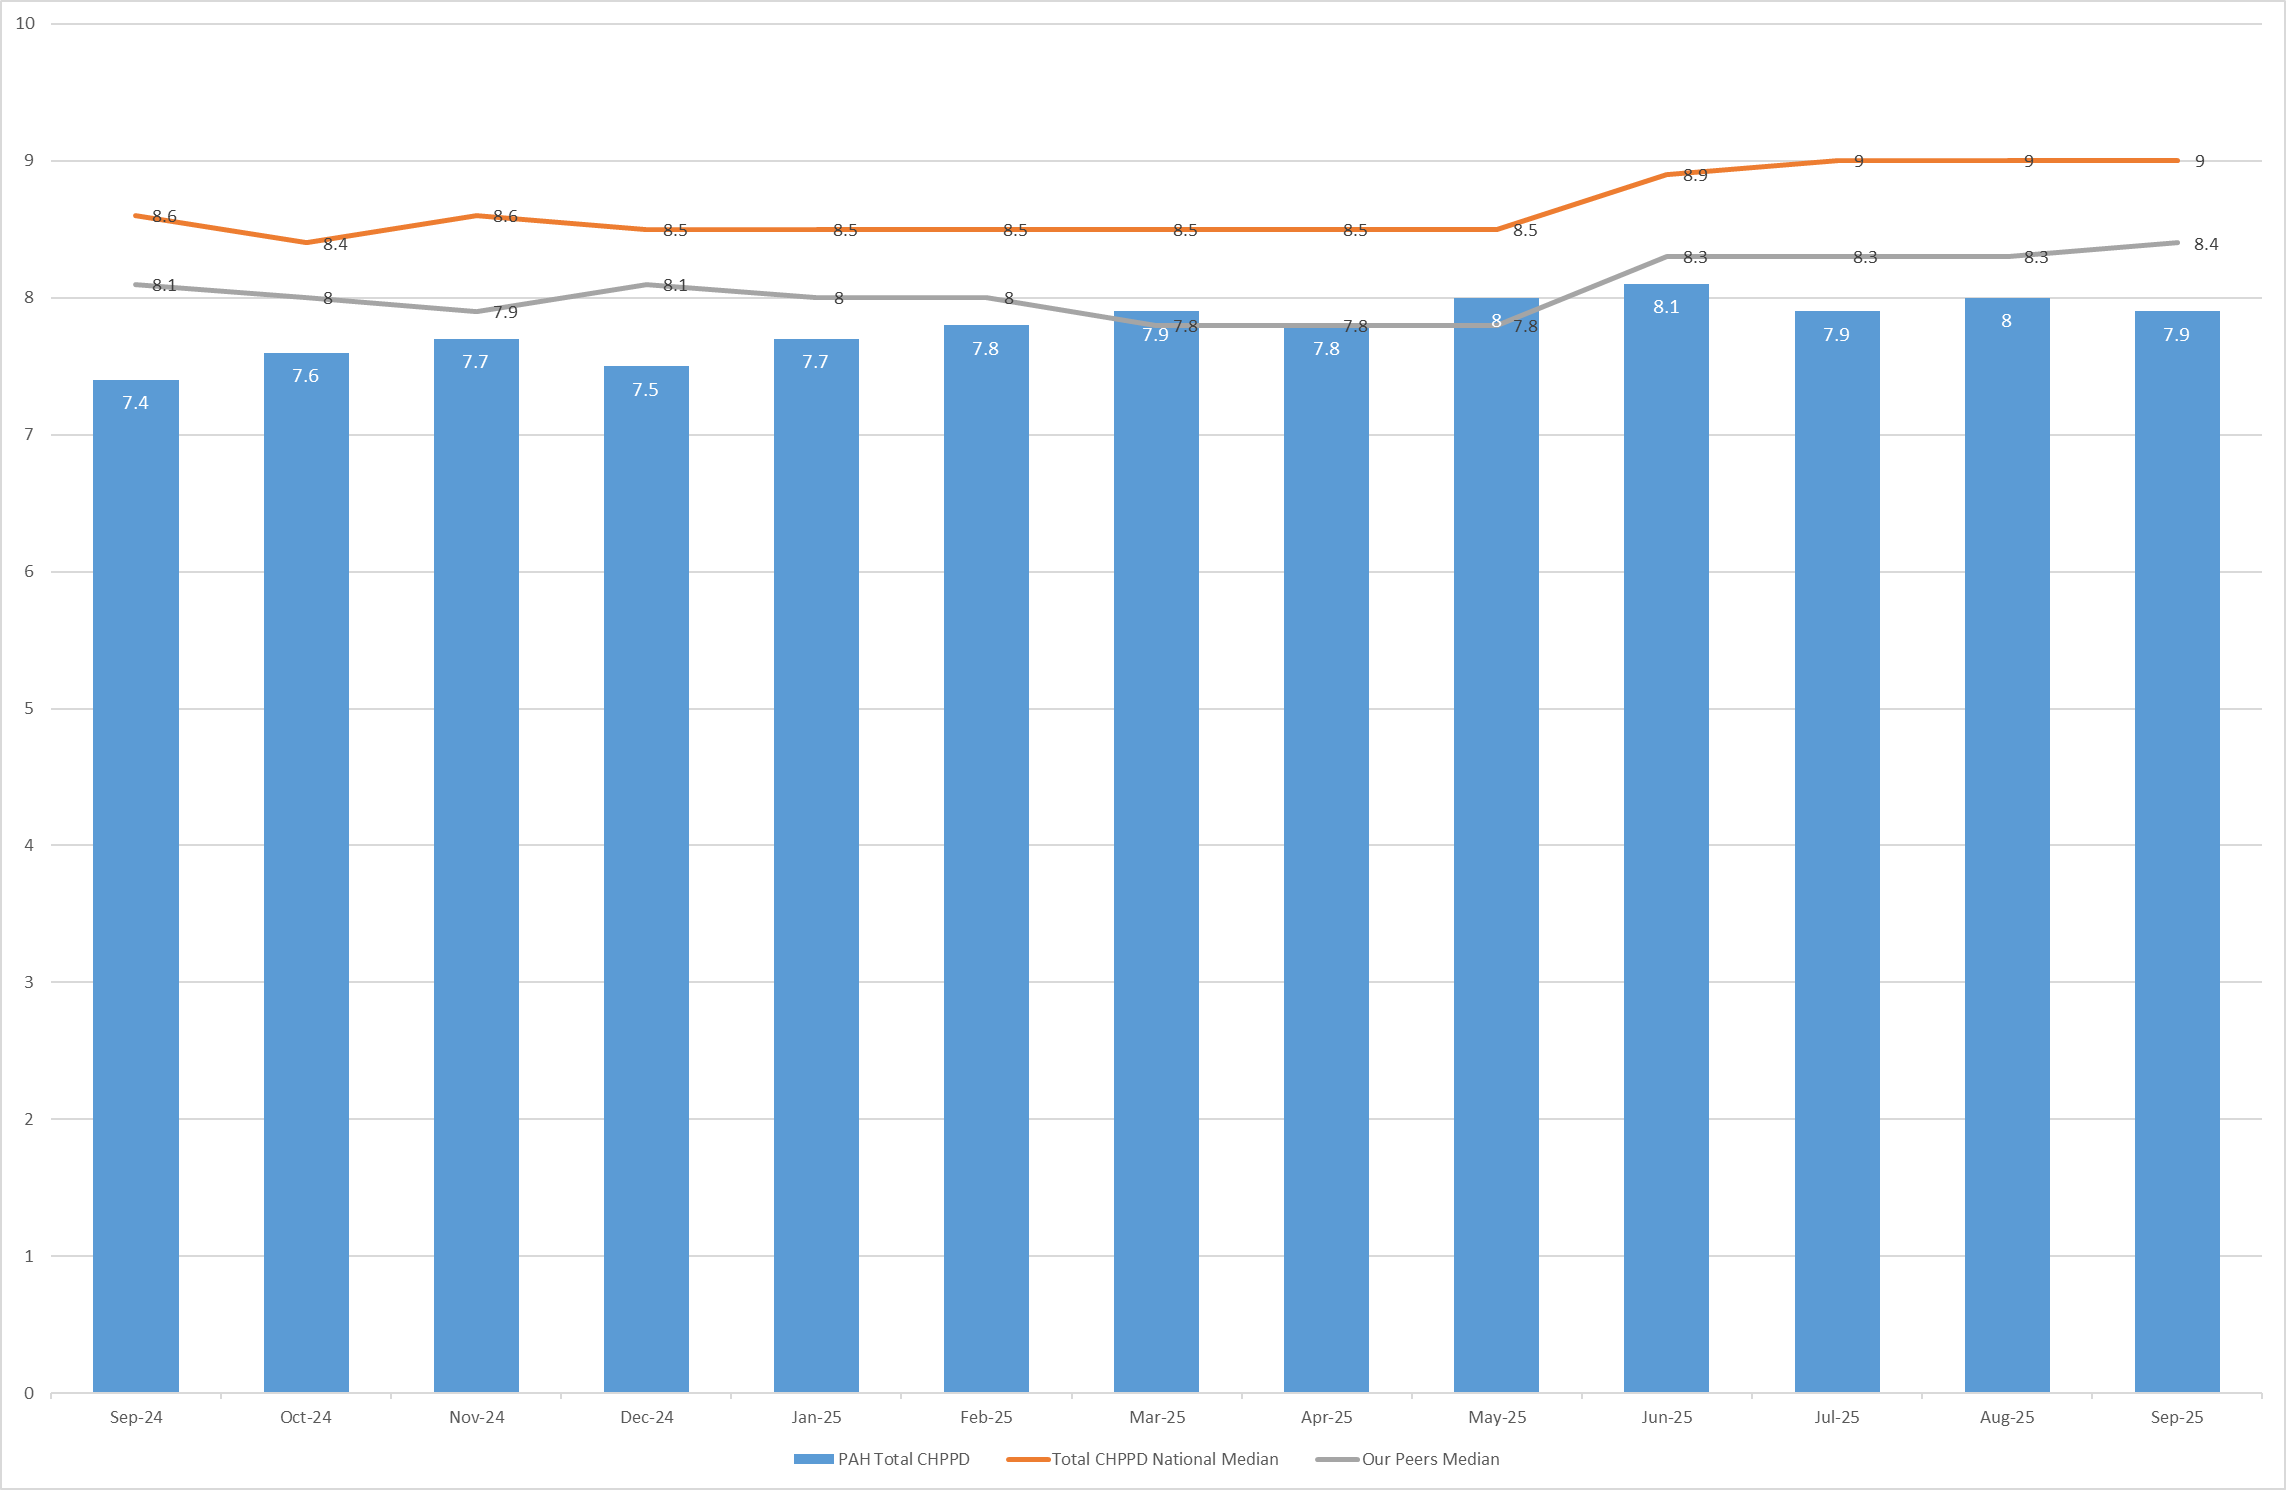 10
9
8
7
6
5
4
3
2
1
0
8.6 8.4 8.6 8.5 8.5 8.5 8.5 8.5 8.5 8.9 9 9 9
8.1 8 7.9 8.1 8 8 7.8 7.8 7.8 8.3 8.3 8.3 8.4
7.4 7.6 7.7 7.5 7.7 7.8 7.9 7.8 8 8.1 7.9 8 7.9
Sep-24 Oct-24 Nov-24 Dec-24 Jan-25 Feb-25 Mar-25 Apr-25 May-25 Jun-25 Jul-25 Aug-25 Sep-25
PAH Total CHPPD Total CHPPD National Median Our Peers Median